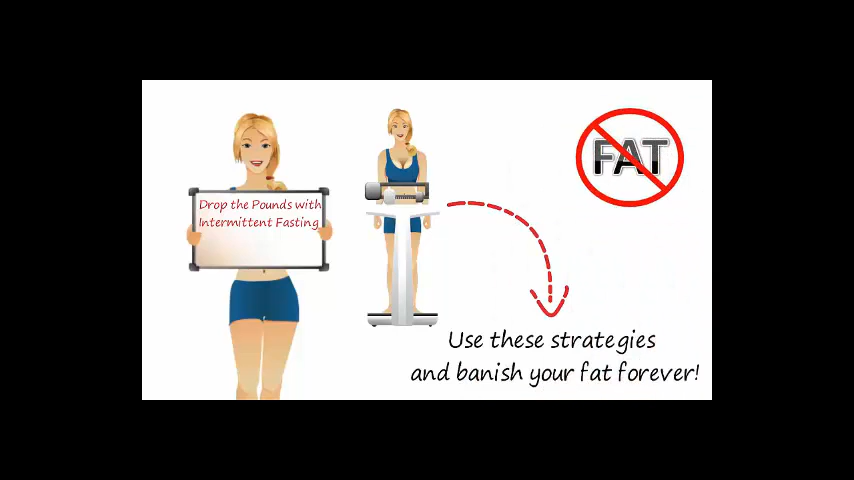 Drop the Pounds with
Intermittent Fasting
FAT
Use these strategies
and banish your fat forever!